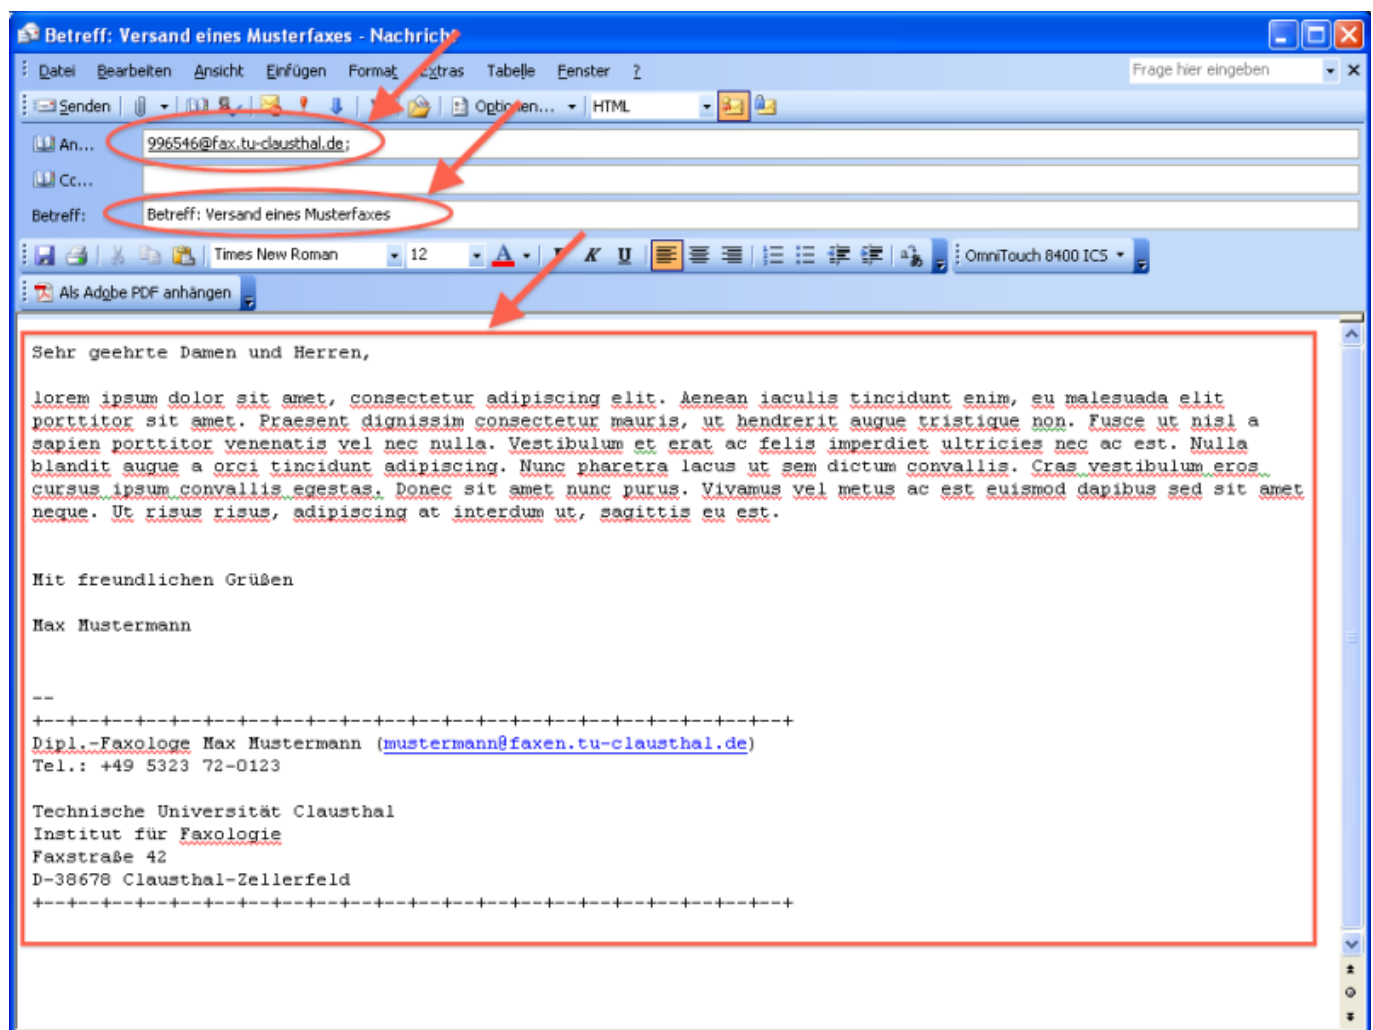 Betreff: Versand eines Musterfaxes - Nachricht
Datei Bearbeiten Ansicht Einfügen Format Extras Tabelle Fenster ? Frage hier eingeben
Senden Optionen... HTML
An... 996546@fax.tu-clausthal.de;
Cc...
Betreff: Betreff: Versand eines Musterfaxes
Times New Roman 12 A K U OmniTouch 8400 ICS
Als Adobe PDF anhängen
Sehr geehrte Damen und Herren,
lorem ipsum dolor sit amet, consectetur adipiscing elit. Aenean iaculis tincidunt enim, eu malesuada elit
porttitor sit amet. Praesent dignissim consectetur mauris, ut hendrerit augue tristique non. Fusce ut nisl a
sapien porttitor venenatis vel nec nulla. Vestibulum et erat ac felis imperdiet ultricies nec ac est. Nulla
blandit augue a orci tincidunt adipiscing. Nunc pharetra lacus ut sem dictum convallis. Cras vestibulum eros
cursus ipsum convallis egestas. Donec sit amet nunc purus. Vivamus vel metus ac est euismod dapibus sed sit amet
neque. Ut risus risus, adipiscing at interdum ut, sagittis eu est.
Mit freundlichen Grüßen
Max Mustermann
--
+--+--+--+--+--+--+--+--+--+--+--+--+--+--+--+--+--+--+--+--+--+--+
Dipl.-Faxologe Max Mustermann (mustermann@faxen.tu-clausthal.de)
Tel.: +49 5323 72-0123
Technische Universität Clausthal
Institut für Faxologie
Faxstraße 42
D-38678 Clausthal-Zellerfeld
+--+--+--+--+--+--+--+--+--+--+--+--+--+--+--+--+--+--+--+--+--+--+